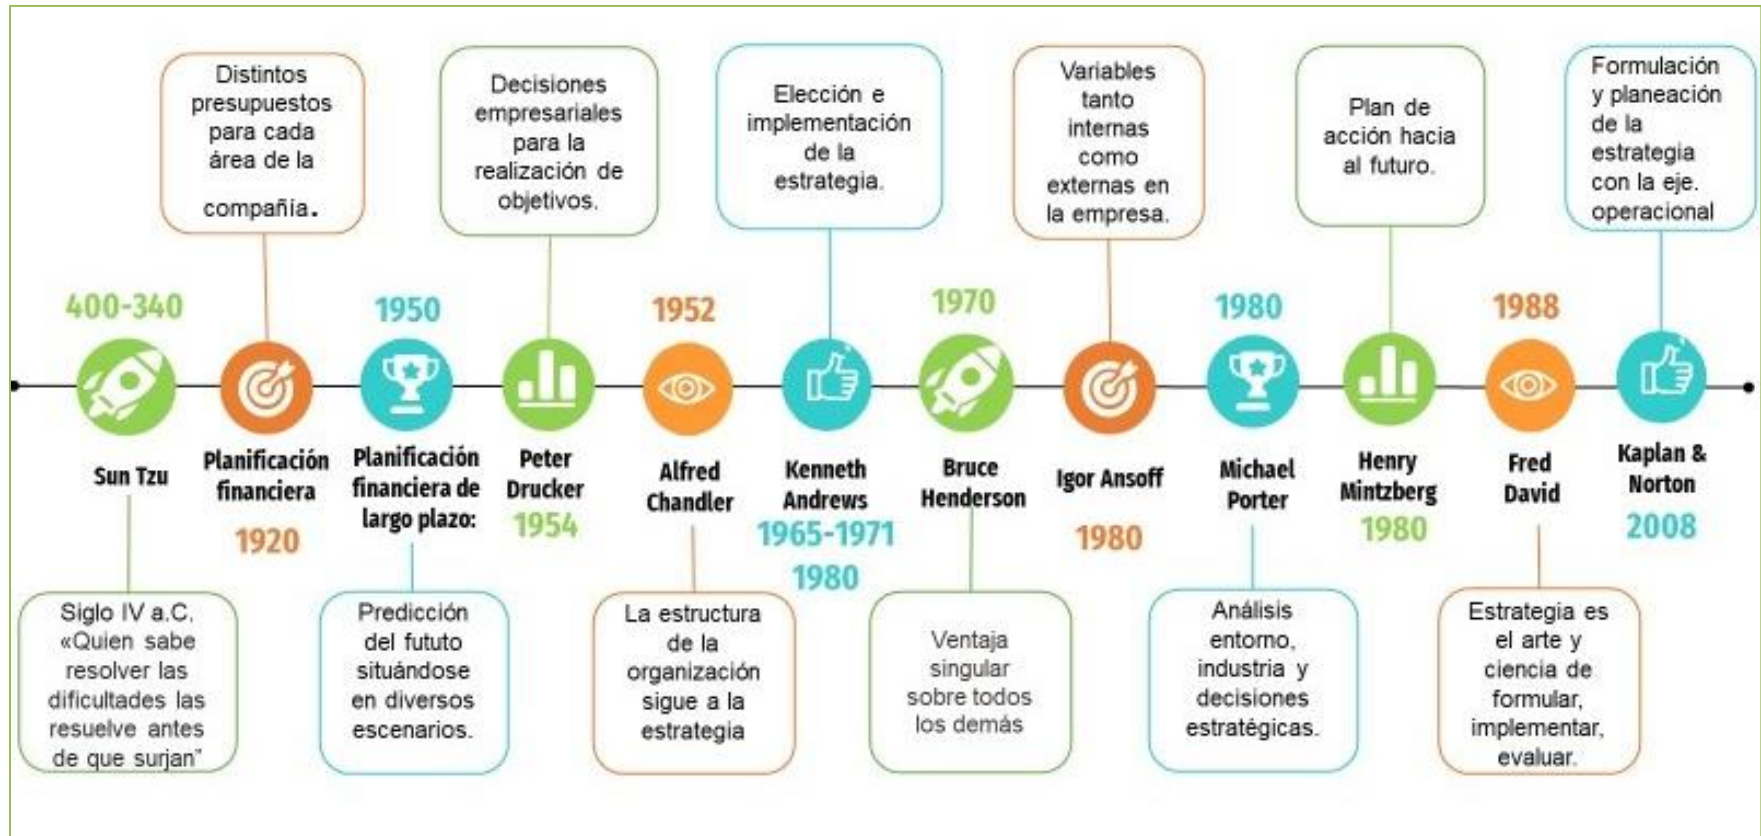 Distintos
presupuestos
para cada
área de la
compañia.
Decisiones
empresariales
para la
realización de
objetivos.
Elección e
implementación
de la
estrategia.
Variables
tanto
internas
como
externas en
la empresa.
Plan de
acción hacia
al futuro.
Formulación
y planeación
de la
estrategia
con la eje.
operacional
400-340
Sun Tzu
Planificación
financiera
1920
1950
Planificación
financiera de
largo plazo:
Peter
Drucker
1954
1952
Alfred
Chandler
Kenneth
Andrews
1965-1971
1980
1970
Bruce
Henderson
Igor Ansoff
1980
1980
Michael
Porter
Henry
Mintzberg
1980
1988
Fred
David
Kaplan &
Norton
2008
Siglo IV a.C.
«Quien sabe
resolver las
dificultades las
resuelve antes
de que surjan”
Predicción
del fututo
situándose
en diversos
escenarios.
La estructura
de la
organización
sigue a la
estrategia
Ventaja
singular
sobre todos
los demás
Análisis
entorno,
industria y
decisiones
estratégicas.
Estrategia es
el arte y
ciencia de
formular,
implementar,
evaluar.